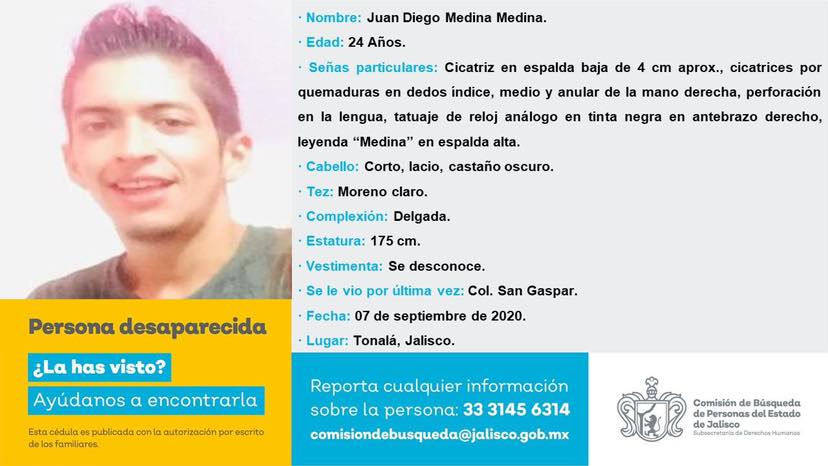 · Nombre: Juan Diego Medina Medina.
· Edad: 24 Años.
· Señas particulares: Cicatriz en espalda baja de 4 cm aprox., cicatrices por
quemaduras en dedos índice, medio y anular de la mano derecha, perforación
en la lengua, tatuaje de reloj análogo en tinta negra en antebrazo derecho,
leyenda “Medina” en espalda alta.
· Cabello: Corto, lacio, castaño oscuro.
· Tez: Moreno claro.
· Complexión: Delgada.
· Estatura: 175 cm.
· Vestimenta: Se desconoce.
· Se le vio por última vez: Col. San Gaspar.
· Fecha: 07 de septiembre de 2020.
· Lugar: Tonalá, Jalisco.
Persona desaparecida
¿La has visto?
Ayúdanos a encontrarla
Esta cédula es publicada con la autorización por escrito
de los familiares.
Reporta cualquier información
sobre la persona: 33 3145 6314
comisiondebusqueda@jalisco.gob.mx
Comisión de Búsqueda
de Personas del Estado
de Jalisco
Subsecretaría de Derechos Humanos